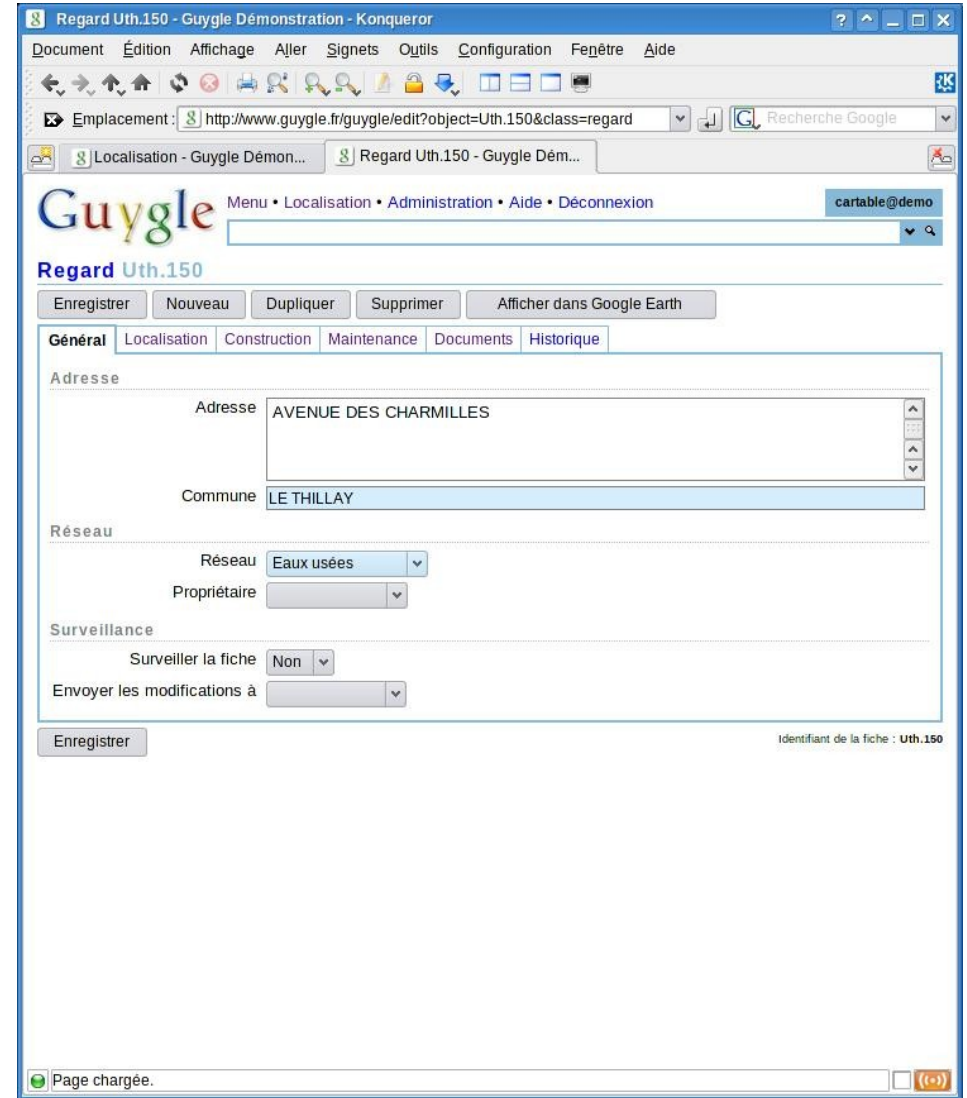 Regard Uth.150 - Guygle Démonstration - Konqueror
Document Édition Affichage Aller Signets Outils Configuration Fenêtre Aide
Emplacement : http://www.guygle.fr/guygle/edit?object=Uth.150&class=regard Recherche Google
Localisation - Guygle Démon... Regard Uth.150 - Guygle Dém...
Guygle
Menu • Localisation • Administration • Aide • Déconnexion
cartable@demo
Regard Uth.150
Enregistrer Nouveau Dupliquer Supprimer Afficher dans Google Earth
Général Localisation Construction Maintenance Documents Historique
Adresse
Adresse AVENUE DES CHARMILLES
Commune LE THILLAY
Réseau
Réseau Eaux usées
Propriétaire
Surveillance
Surveiller la fiche Non
Envoyer les modifications à
Enregistrer
Identifiant de la fiche : Uth.150
Page chargée.